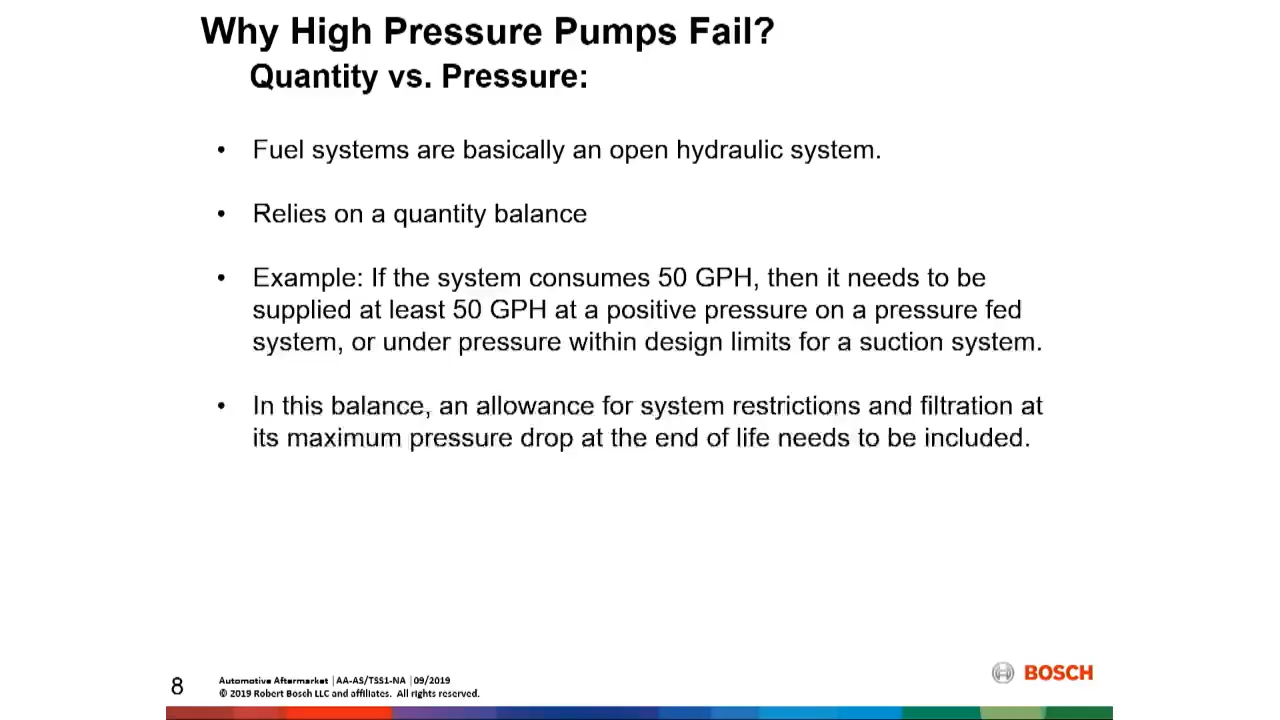 Why High Pressure Pumps Fail?
Quantity vs. Pressure:
• Fuel systems are basically an open hydraulic system.
• Relies on a quantity balance
• Example: If the system consumes 50 GPH, then it needs to be
supplied at least 50 GPH at a positive pressure on a pressure fed
system, or under pressure within design limits for a suction system.
• In this balance, an allowance for system restrictions and filtration at
its maximum pressure drop at the end of life needs to be included.
8
Automotive Aftermarket | AA-AS/TSS1-NA | 09/2019
© 2019 Robert Bosch LLC and affiliates. All rights reserved.
BOSCH